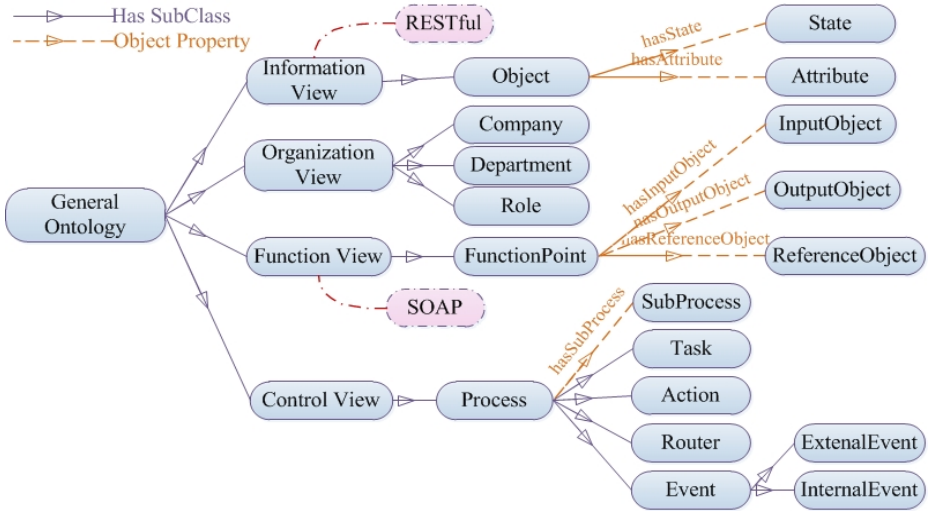 Has SubClass
Object Property
RESTful
hasState
State
Information
View
Object
hasAttribute
Attribute
Company
InputObject
Organization
View
Department
hasInputObject
OutputObject
Role
hasOutputObject
General
Ontology
Function View
FunctionPoint
hasReferenceObject
ReferenceObject
SOAP
SubProcess
hasSubProcess
Task
Control View
Process
Action
Router
ExtenalEvent
Event
InternalEvent